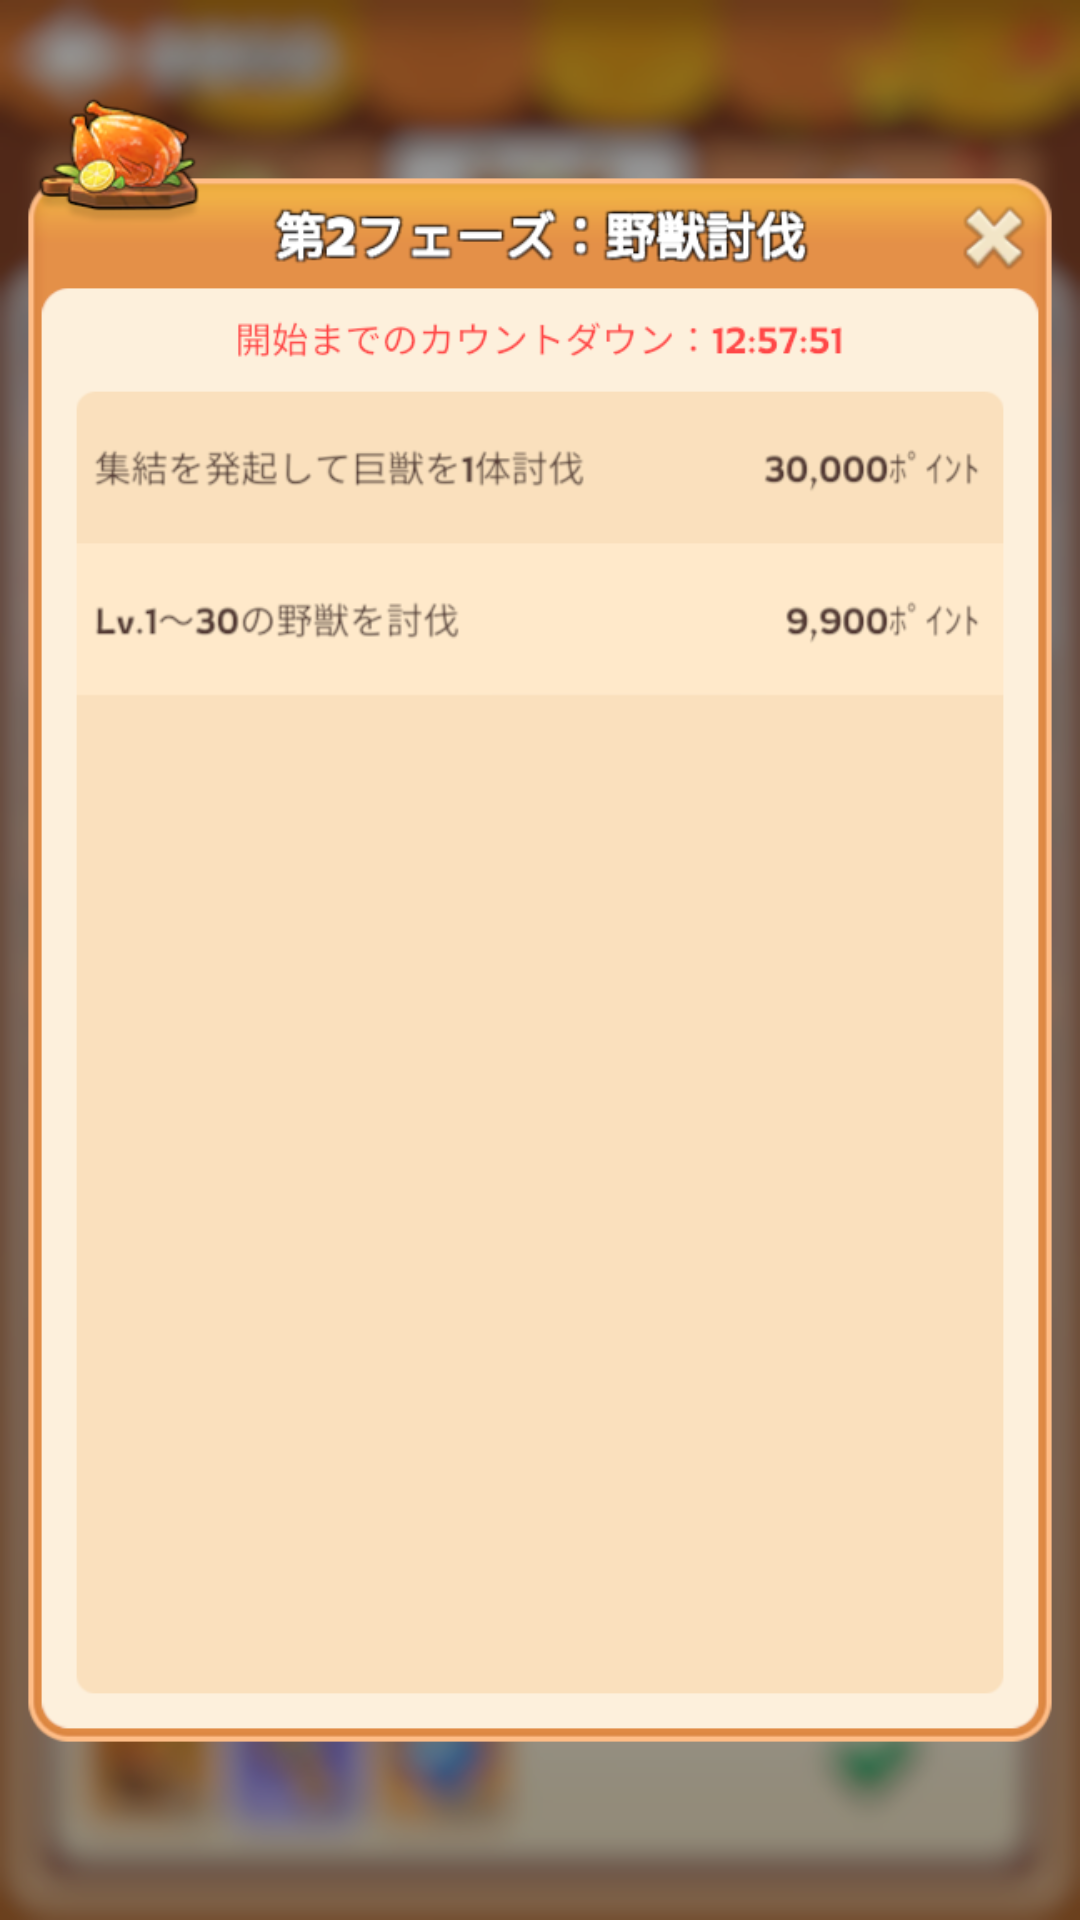 第2フェーズ：野獣討伐
開始までのカウントダウン：12:57:51
集結を発起して巨獣を1体討伐 30,000ﾎﾟｲﾝﾄ
Lv.1～30の野獣を討伐 9,900ﾎﾟｲﾝﾄ